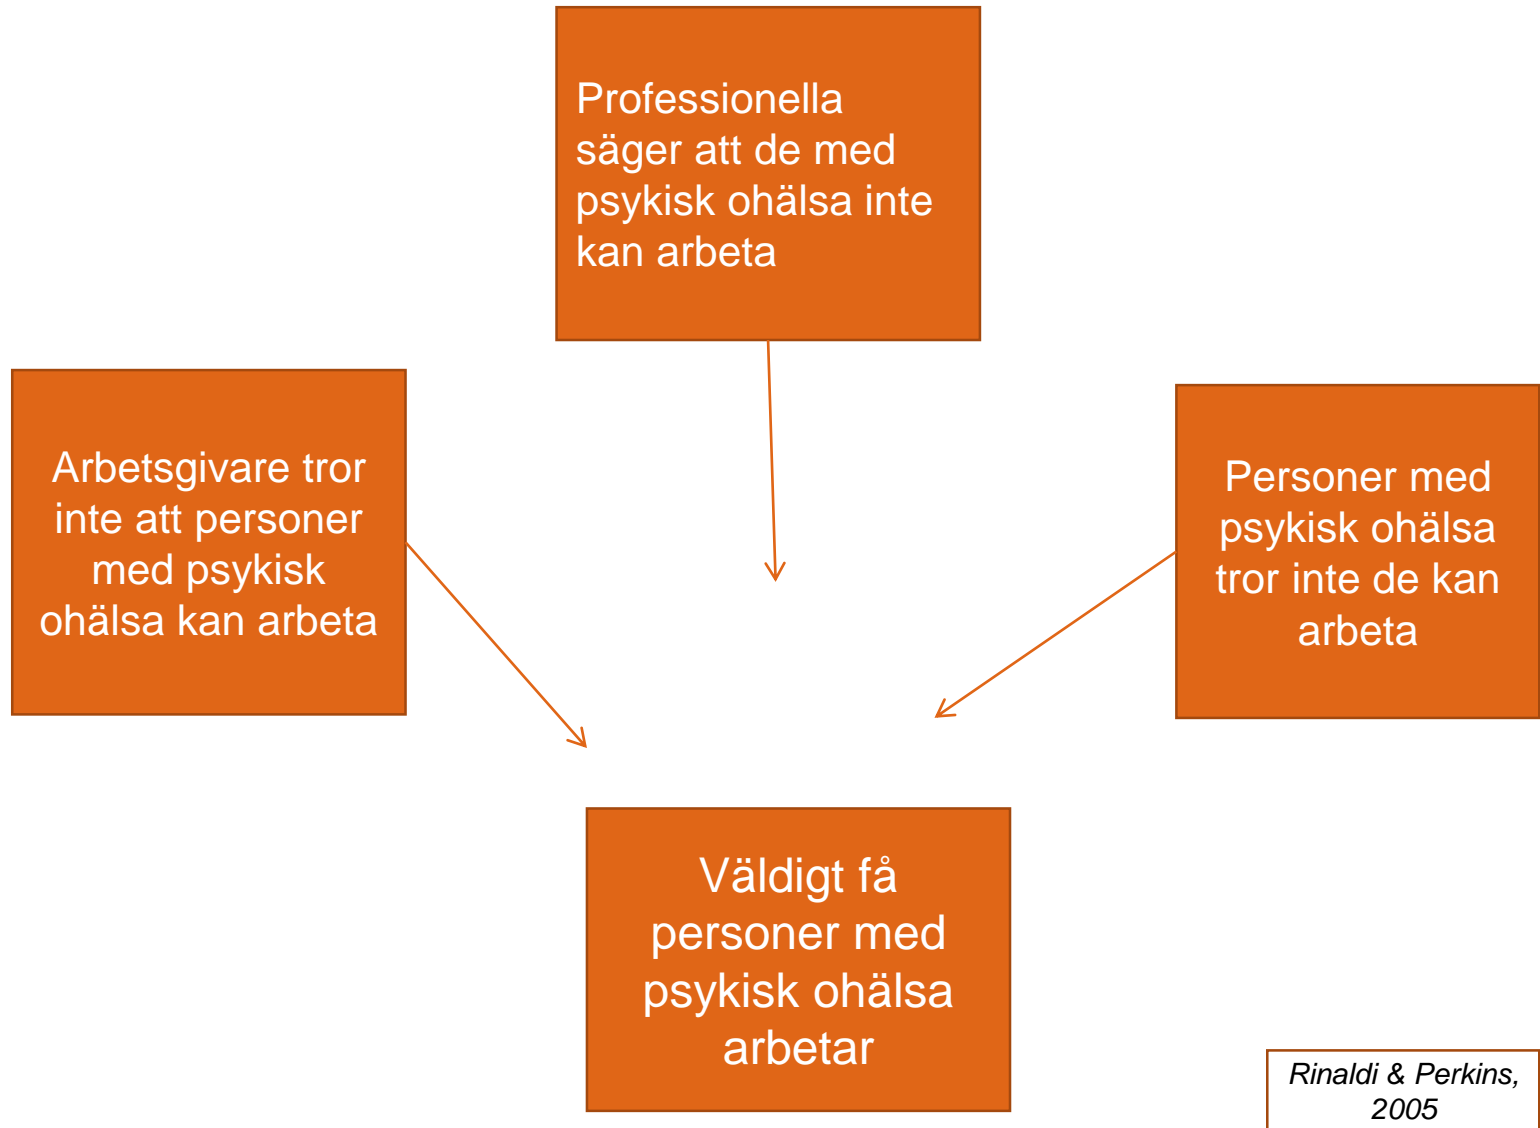 Professionella
säger att de med
psykisk ohälsa inte
kan arbeta
Arbetsgivare tror
inte att personer
med psykisk
ohälsa kan arbeta
Personer med
psykisk ohälsa
tror inte de kan
arbeta
Väldigt få
personer med
psykisk ohälsa
arbetar
Rinaldi & Perkins,
2005